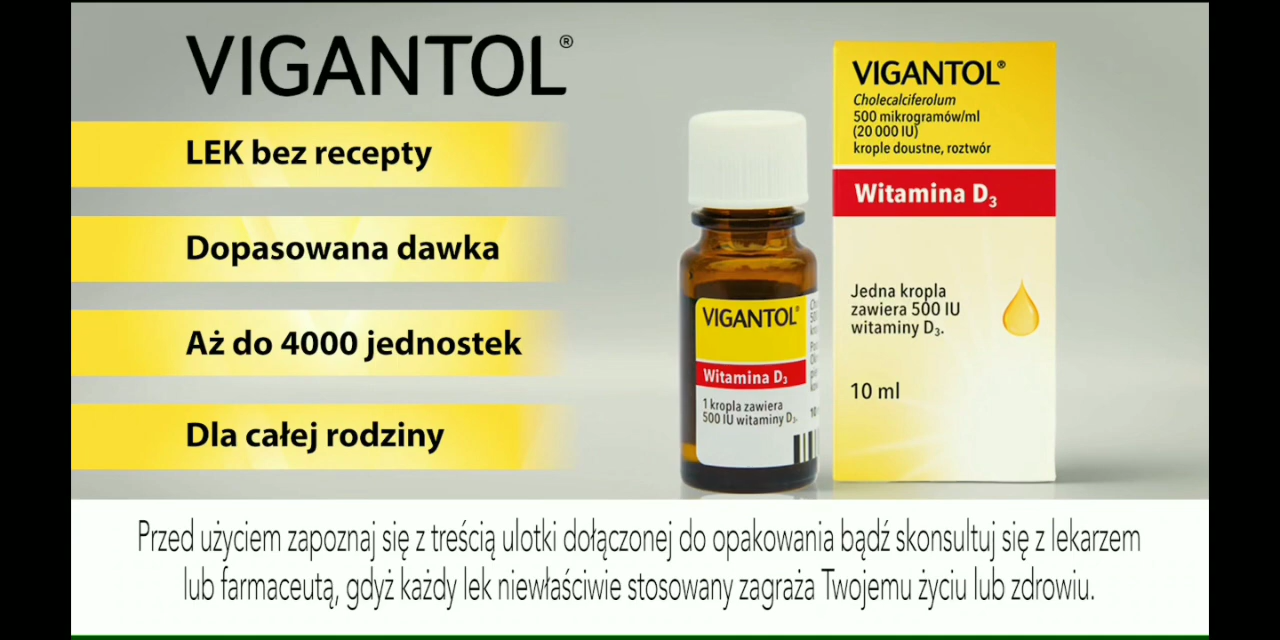 VIGANTOL®
LEK bez recepty
Dopasowana dawka
Aż do 4000 jednostek
Dla całej rodziny
VIGANTOL®
Witamina D₃
1 kropla zawiera
500 IU witaminy D₃.
VIGANTOL®
Cholecalciferolum
500 mikrogramów/ml
(20 000 IU)
krople doustne, roztwór
Witamina D₃
Jedna kropla
zawiera 500 IU
witaminy D₃.
10 ml
Przed użyciem zapoznaj się z treścią ulotki dołączonej do opakowania bądź skonsultuj się z lekarzem
lub farmaceutą, gdyż każdy lek niewłaściwie stosowany zagraża Twojemu życiu lub zdrowiu.